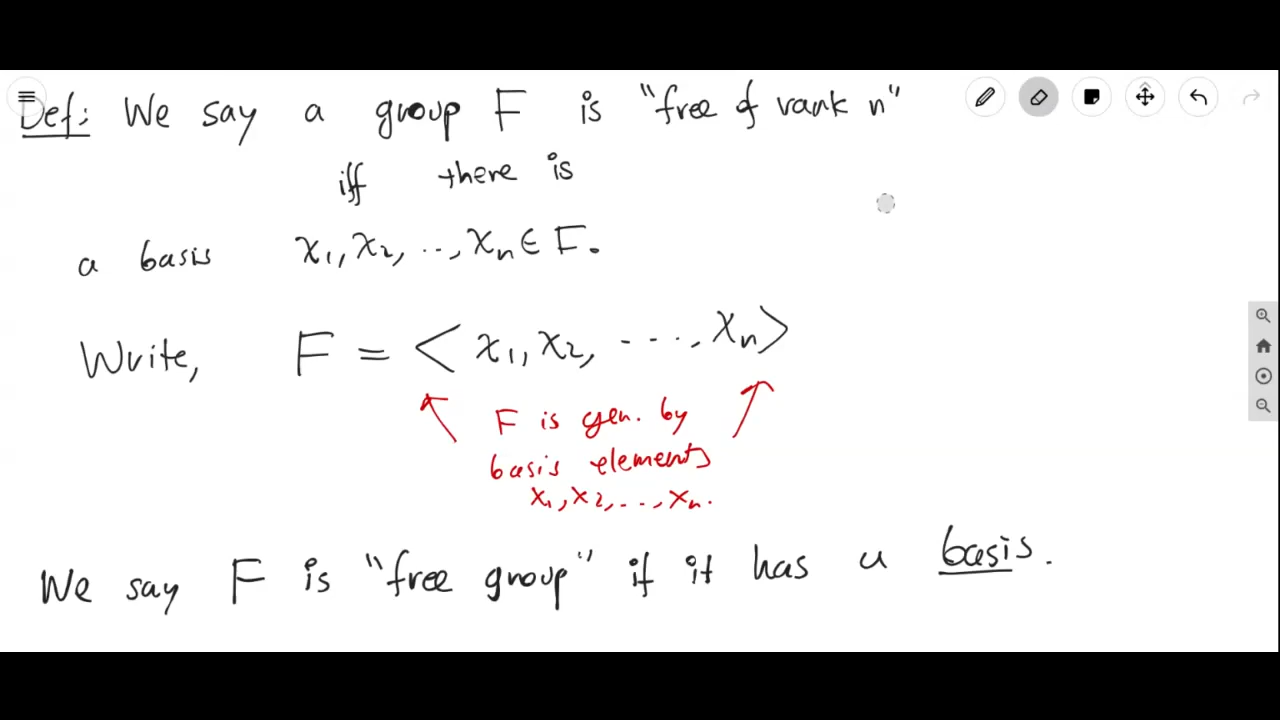 Def: We say a group F is "free of rank n"
iff there is
a basis x₁, x₂, .., xₙ ∈ F.
Write, F = < x₁, x₂, ...., xₙ >
F is gen. by
basis elements
x₁, x₂, ..., xₙ.
We say F is "free group" if it has a basis.